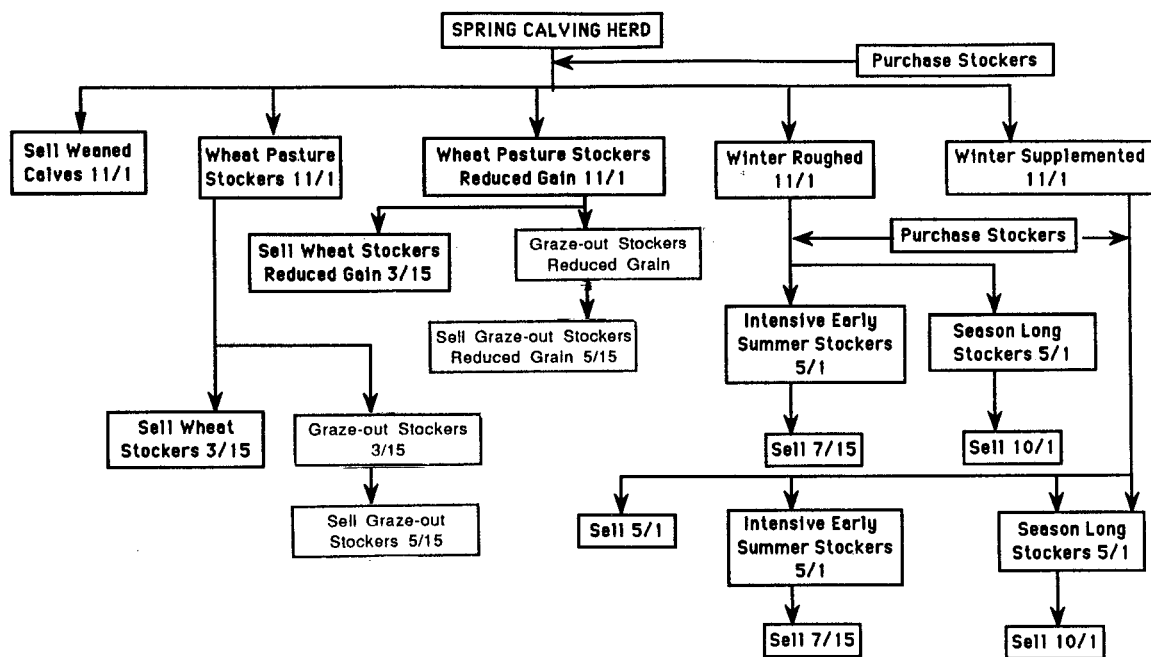 SPRING CALVING HERD
Purchase Stockers
Sell Weaned
Calves 11/1
Wheat Pasture
Stockers 11/1
Wheat Pasture Stockers
Reduced Gain 11/1
Winter Roughed
11/1
Winter Supplemented
11/1
Sell Wheat Stockers
Reduced Gain 3/15
Graze-out Stockers
Reduced Grain
Purchase Stockers
Sell Graze-out Stockers
Reduced Grain 5/15
Intensive Early
Summer Stockers
5/1
Season Long
Stockers 5/1
Sell Wheat
Stockers 3/15
Graze-out Stockers
3/15
Sell 7/15
Sell 10/1
Sell Graze-out
Stockers 5/15
Sell 5/1
Intensive Early
Summer Stockers
5/1
Season Long
Stockers 5/1
Sell 7/15
Sell 10/1